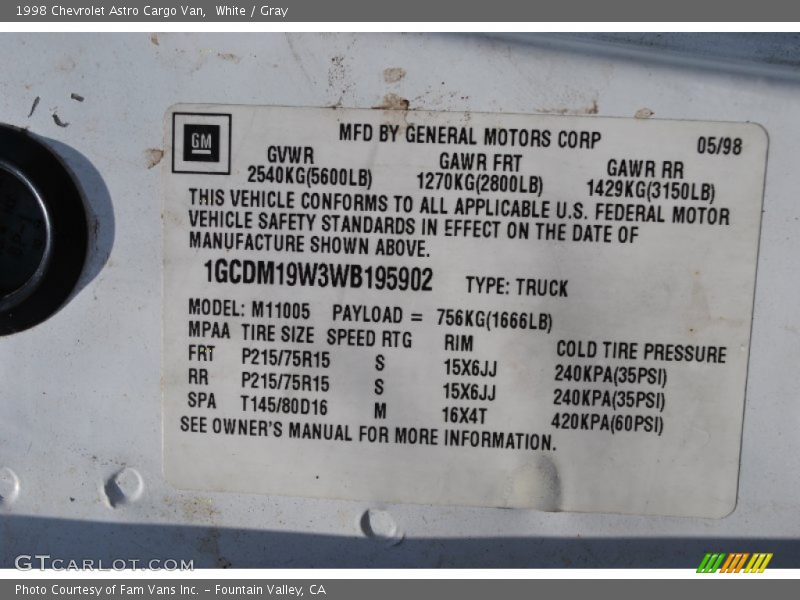 1998 Chevrolet Astro Cargo Van, White / Gray
GM
MFD BY GENERAL MOTORS CORP 05/98
GVWR GAWR FRT GAWR RR
2540KG(5600LB) 1270KG(2800LB) 1429KG(3150LB)
THIS VEHICLE CONFORMS TO ALL APPLICABLE U.S. FEDERAL MOTOR
VEHICLE SAFETY STANDARDS IN EFFECT ON THE DATE OF
MANUFACTURE SHOWN ABOVE.
1GCDM19W3WB195902 TYPE: TRUCK
MODEL: M11005 PAYLOAD = 756KG(1666LB)
MPAA TIRE SIZE SPEED RTG RIM COLD TIRE PRESSURE
FRT P215/75R15 S 15X6JJ 240KPA(35PSI)
RR P215/75R15 S 15X6JJ 240KPA(35PSI)
SPA T145/80D16 M 16X4T 420KPA(60PSI)
SEE OWNER'S MANUAL FOR MORE INFORMATION.
GTCARLOT.COM
Photo Courtesy of Fam Vans Inc. - Fountain Valley, CA